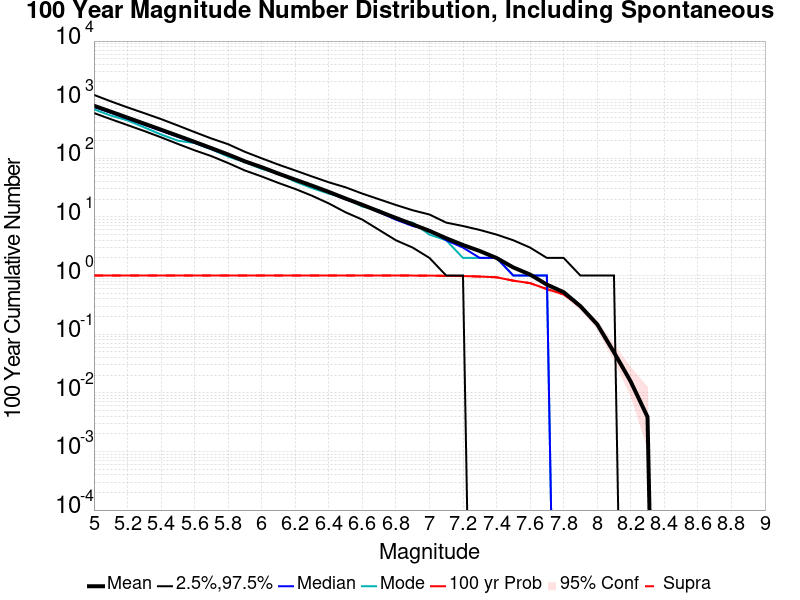 100 Year Magnitude Number Distribution, Including Spontaneous
100 Year Cumulative Number
10^4
10^3
10^2
10^1
10^0
10^-1
10^-2
10^-3
10^-4
5 5.2 5.4 5.6 5.8 6 6.2 6.4 6.6 6.8 7 7.2 7.4 7.6 7.8 8 8.2 8.4 8.6 8.8 9
Magnitude
Mean 2.5%,97.5% Median Mode 100 yr Prob 95% Conf Supra